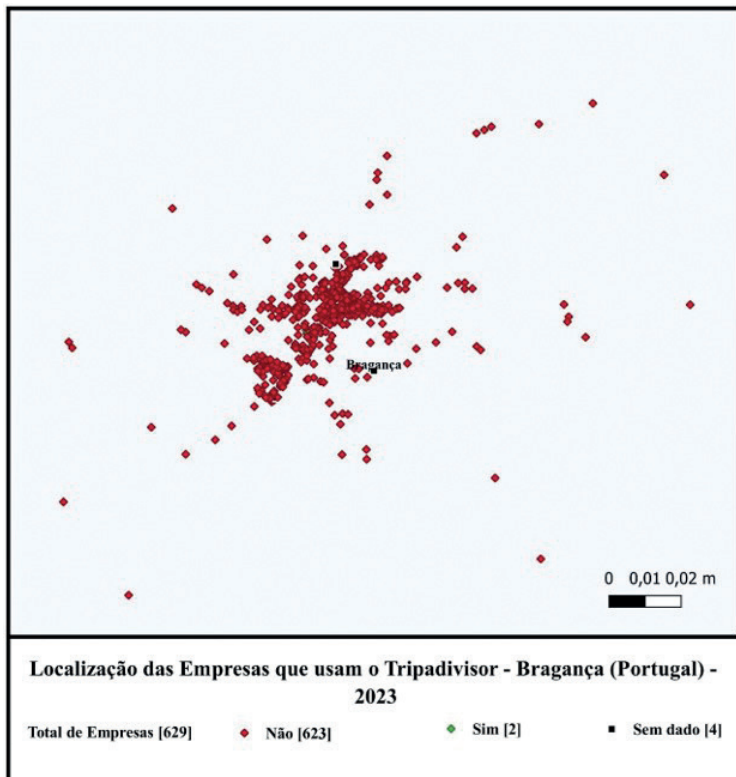 Bragança
0 0,01 0,02 m
Localização das Empresas que usam o Tripadivisor - Bragança (Portugal) -
2023
Total de Empresas [629] Não [623] Sim [2] Sem dado [4]